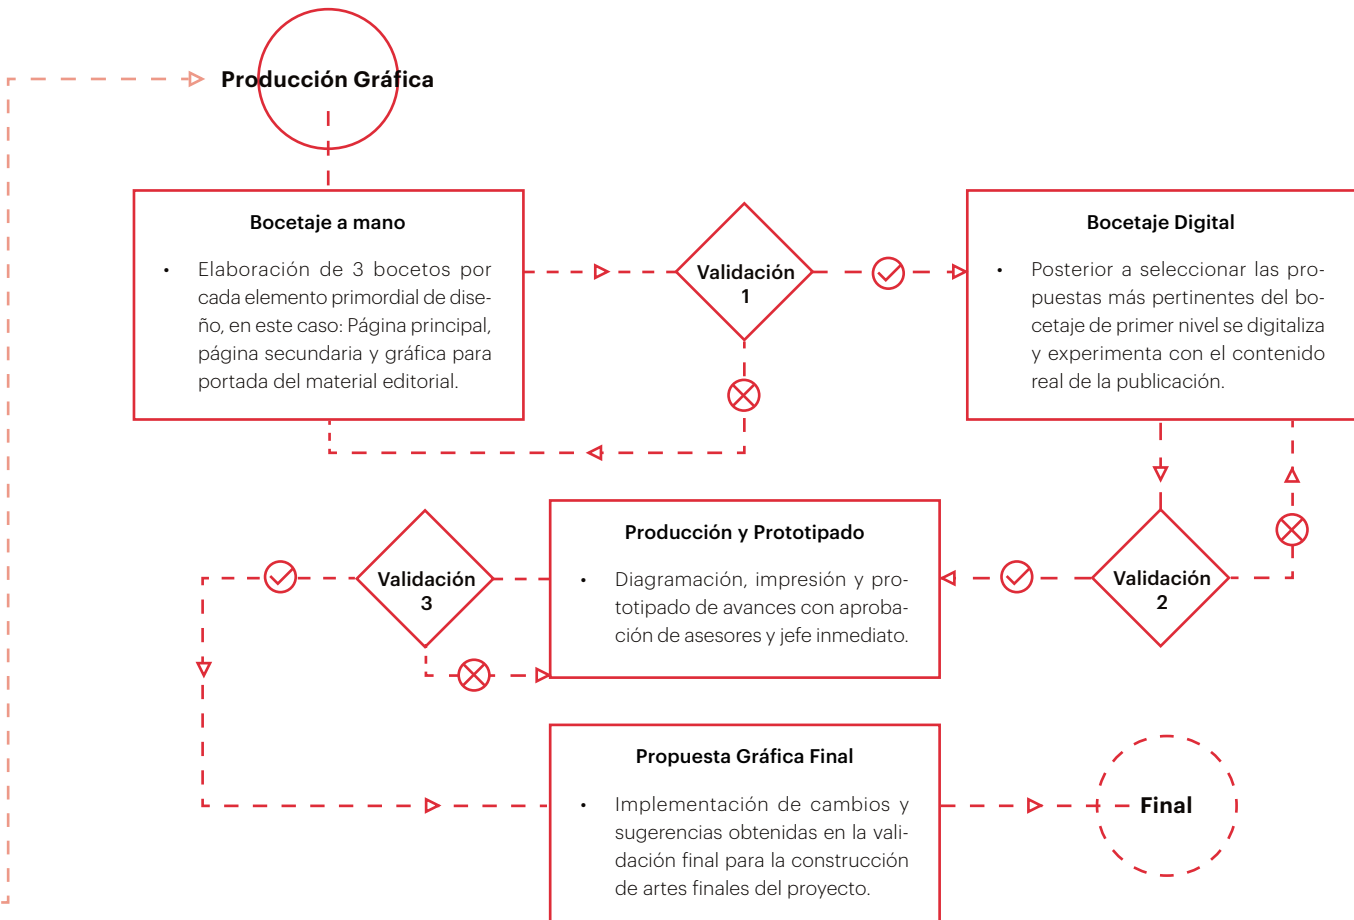 Producción Gráfica
Bocetaje a mano
• Elaboración de 3 bocetos por
cada elemento primordial de dise-
ño, en este caso: Página principal,
página secundaria y gráfica para
portada del material editorial.
Validación
1
Bocetaje Digital
• Posterior a seleccionar las pro-
puestas más pertinentes del bo-
cetaje de primer nivel se digitaliza
y experimenta con el contenido
real de la publicación.
Validación
2
Producción y Prototipado
• Diagramación, impresión y pro-
totipado de avances con aproba-
ción de asesores y jefe inmediato.
Validación
3
Propuesta Gráfica Final
• Implementación de cambios y
sugerencias obtenidas en la vali-
dación final para la construcción
de artes finales del proyecto.
Final